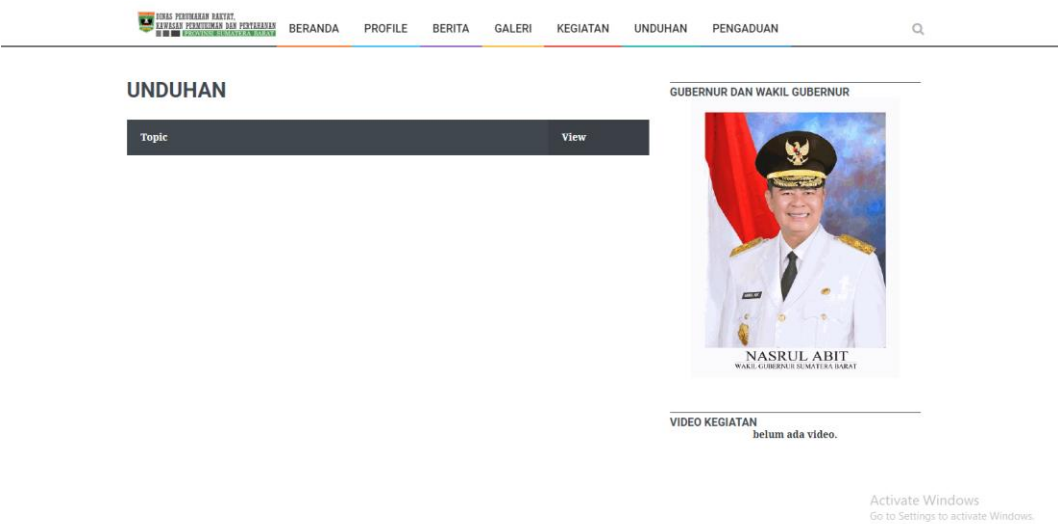 DINAS PERUMAHAN RAKYAT,
KAWASAN PERMUKIMAN DAN PERTANAHAN
PROVINSI SUMATERA BARAT
BERANDA PROFILE BERITA GALERI KEGIATAN UNDUHAN PENGADUAN
UNDUHAN
Topic View
GUBERNUR DAN WAKIL GUBERNUR
NASRUL ABIT
WAKIL GUBERNUR SUMATERA BARAT
VIDEO KEGIATAN
belum ada video.
Activate Windows
Go to Settings to activate Windows.